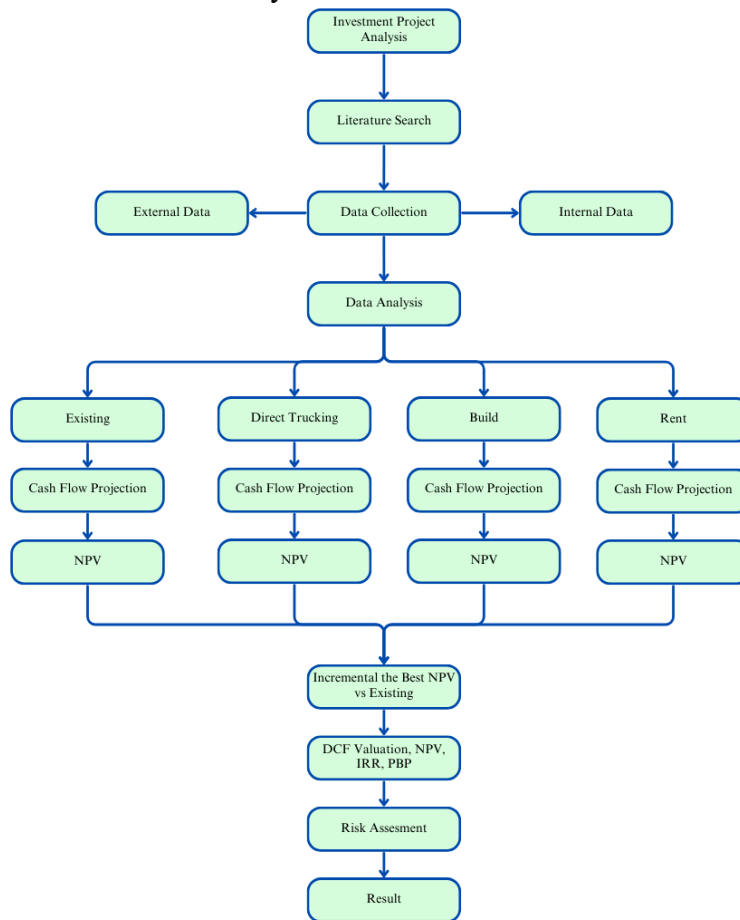 Investment Project
Analysis
Literature Search
External Data
Data Collection
Internal Data
Data Analysis
Existing
Direct Trucking
Build
Rent
Cash Flow Projection
Cash Flow Projection
Cash Flow Projection
Cash Flow Projection
NPV
NPV
NPV
NPV
Incremental the Best NPV
vs Existing
DCF Valuation, NPV,
IRR, PBP
Risk Assesment
Result